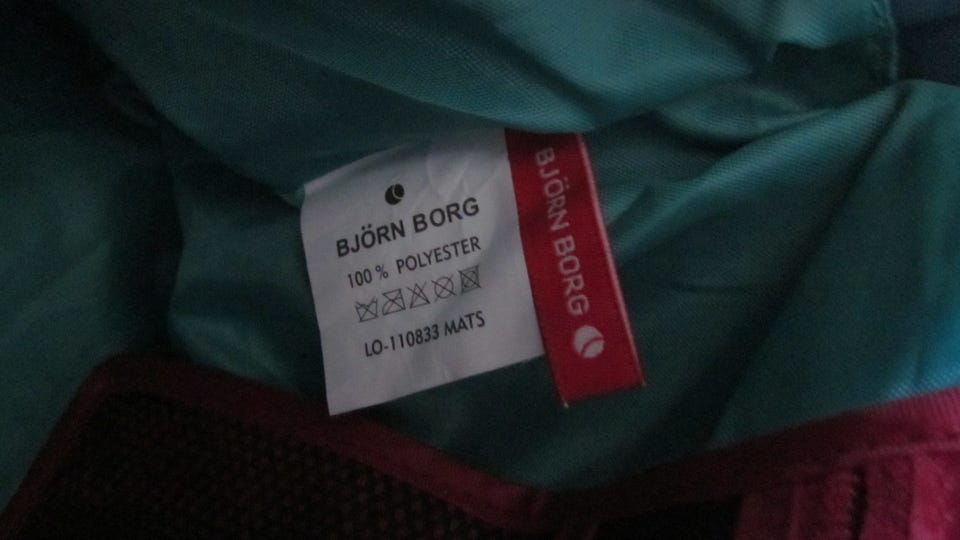 BJÖRN BORG
100 % POLYESTER
LO-110833 MATS
BJÖRN BORG